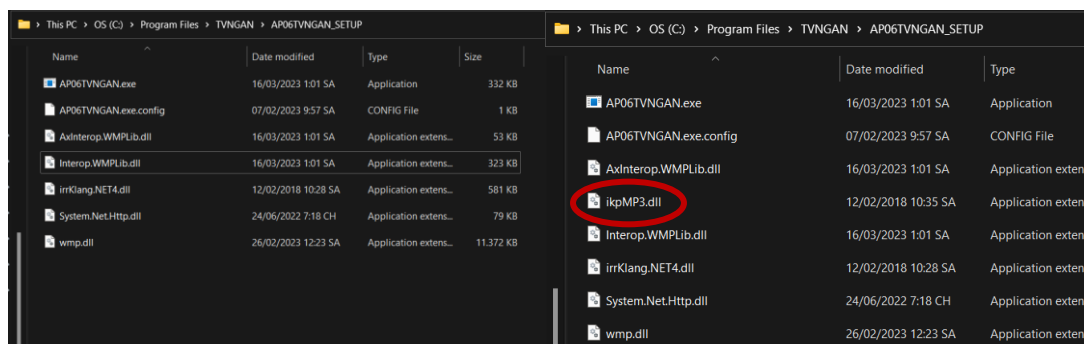 This PC > OS (C:) > Program Files > TVNGAN > AP06TVNGAN_SETUP
Name Date modified Type Size
AP06TVNGAN.exe 16/03/2023 1:01 SA Application 332 KB
AP06TVNGAN.exe.config 07/02/2023 9:57 SA CONFIG File 1 KB
AxInterop.WMPLib.dll 16/03/2023 1:01 SA Application extens... 53 KB
Interop.WMPLib.dll 16/03/2023 1:01 SA Application extens... 323 KB
irrKlang.NET4.dll 12/02/2018 10:28 SA Application extens... 581 KB
System.Net.Http.dll 24/06/2022 7:18 CH Application extens... 79 KB
wmp.dll 26/02/2023 12:23 SA Application extens... 11.372 KB
This PC > OS (C:) > Program Files > TVNGAN > AP06TVNGAN_SETUP
Name Date modified Type
AP06TVNGAN.exe 16/03/2023 1:01 SA Application
AP06TVNGAN.exe.config 07/02/2023 9:57 SA CONFIG File
AxInterop.WMPLib.dll 16/03/2023 1:01 SA Application exten
ikpMP3.dll 12/02/2018 10:35 SA Application exten
Interop.WMPLib.dll 16/03/2023 1:01 SA Application exten
irrKlang.NET4.dll 12/02/2018 10:28 SA Application exten
System.Net.Http.dll 24/06/2022 7:18 CH Application exten
wmp.dll 26/02/2023 12:23 SA Application exten